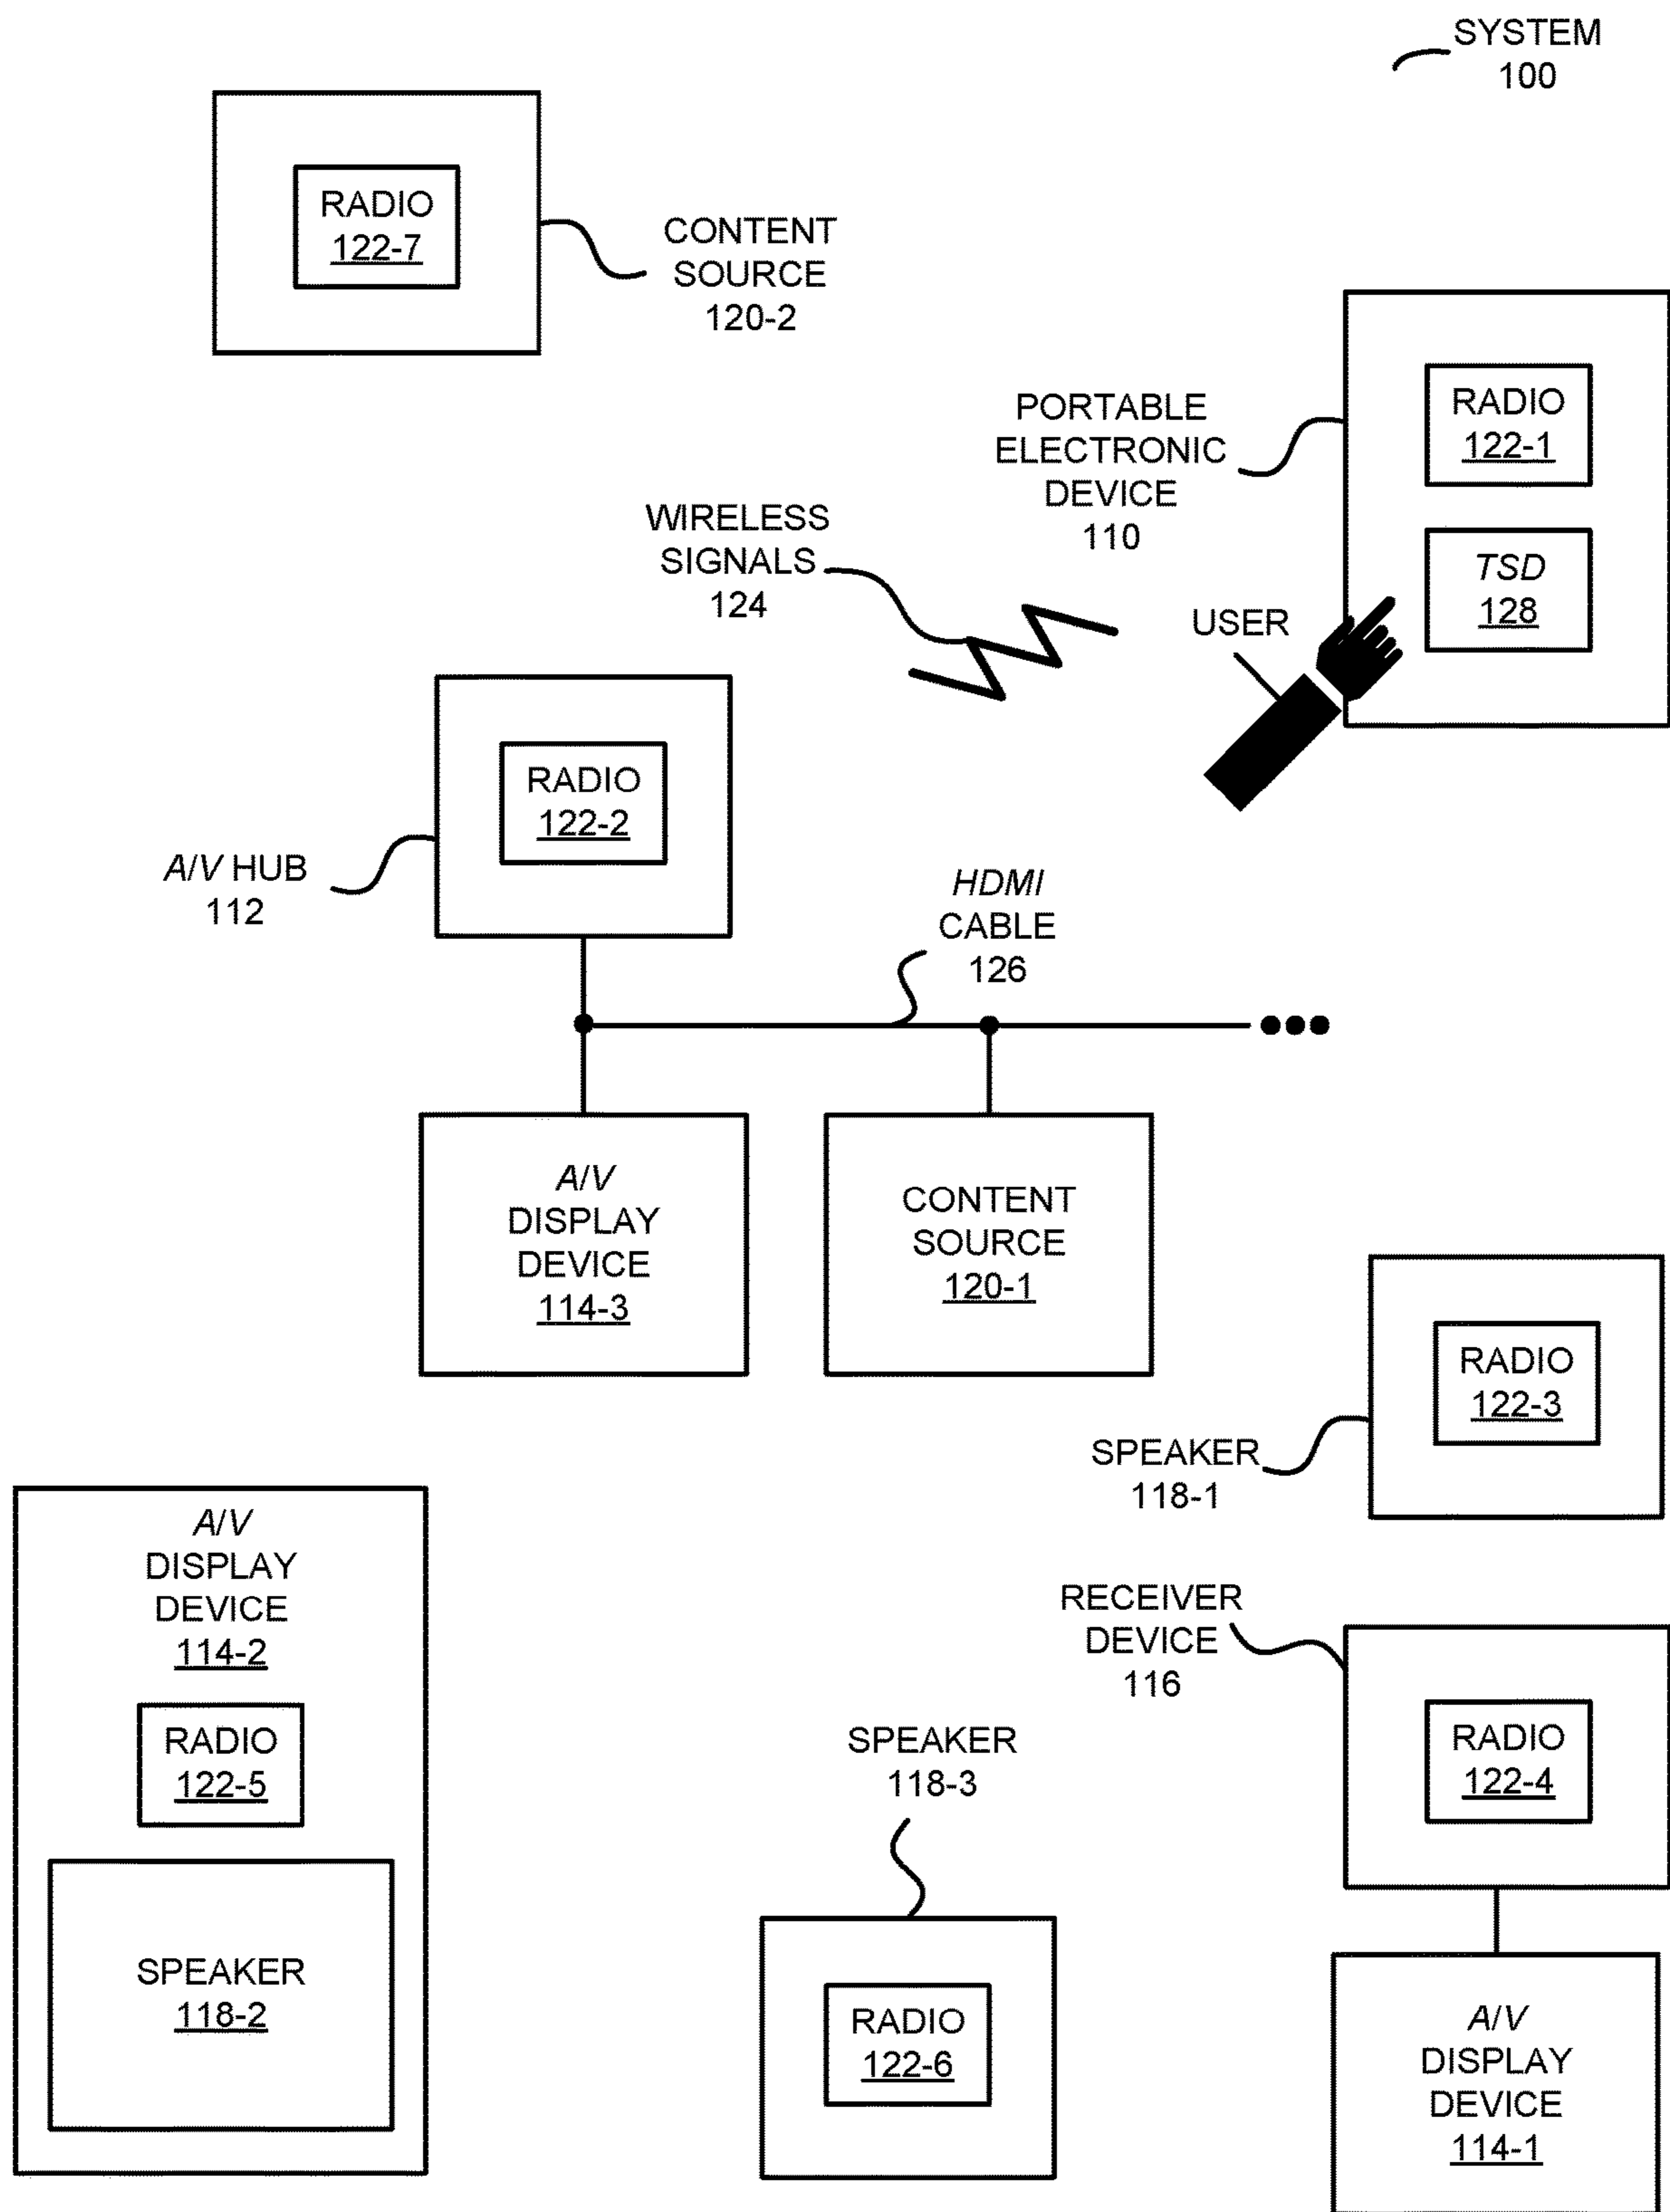 SYSTEM
100
RADIO
122-7
CONTENT
SOURCE
120-2
PORTABLE
ELECTRONIC
DEVICE
110
RADIO
122-1
TSD
128
WIRELESS
SIGNALS
124
USER
RADIO
122-2
A/V HUB
112
HDMI
CABLE
126
A/V
DISPLAY
DEVICE
114-3
CONTENT
SOURCE
120-1
RADIO
122-3
SPEAKER
118-1
A/V
DISPLAY
DEVICE
114-2
RADIO
122-5
SPEAKER
118-2
RECEIVER
DEVICE
116
RADIO
122-4
SPEAKER
118-3
RADIO
122-6
A/V
DISPLAY
DEVICE
114-1